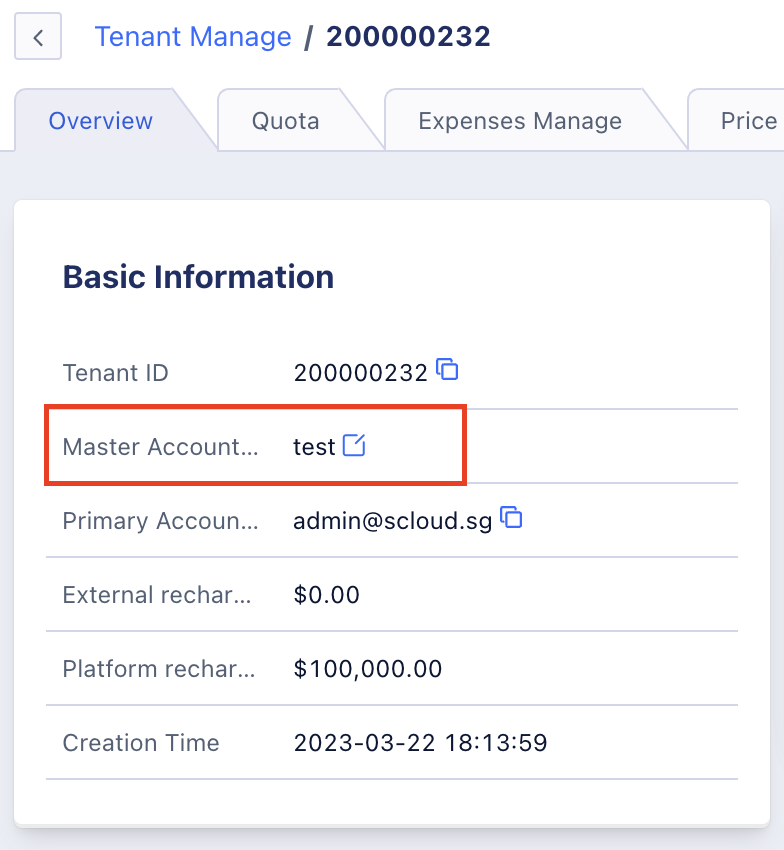 Tenant Manage / 200000232
Overview Quota Expenses Manage Price
Basic Information
Tenant ID 200000232
Master Account... test
Primary Accoun... admin@scloud.sg
External rechar... $0.00
Platform rechar... $100,000.00
Creation Time 2023-03-22 18:13:59